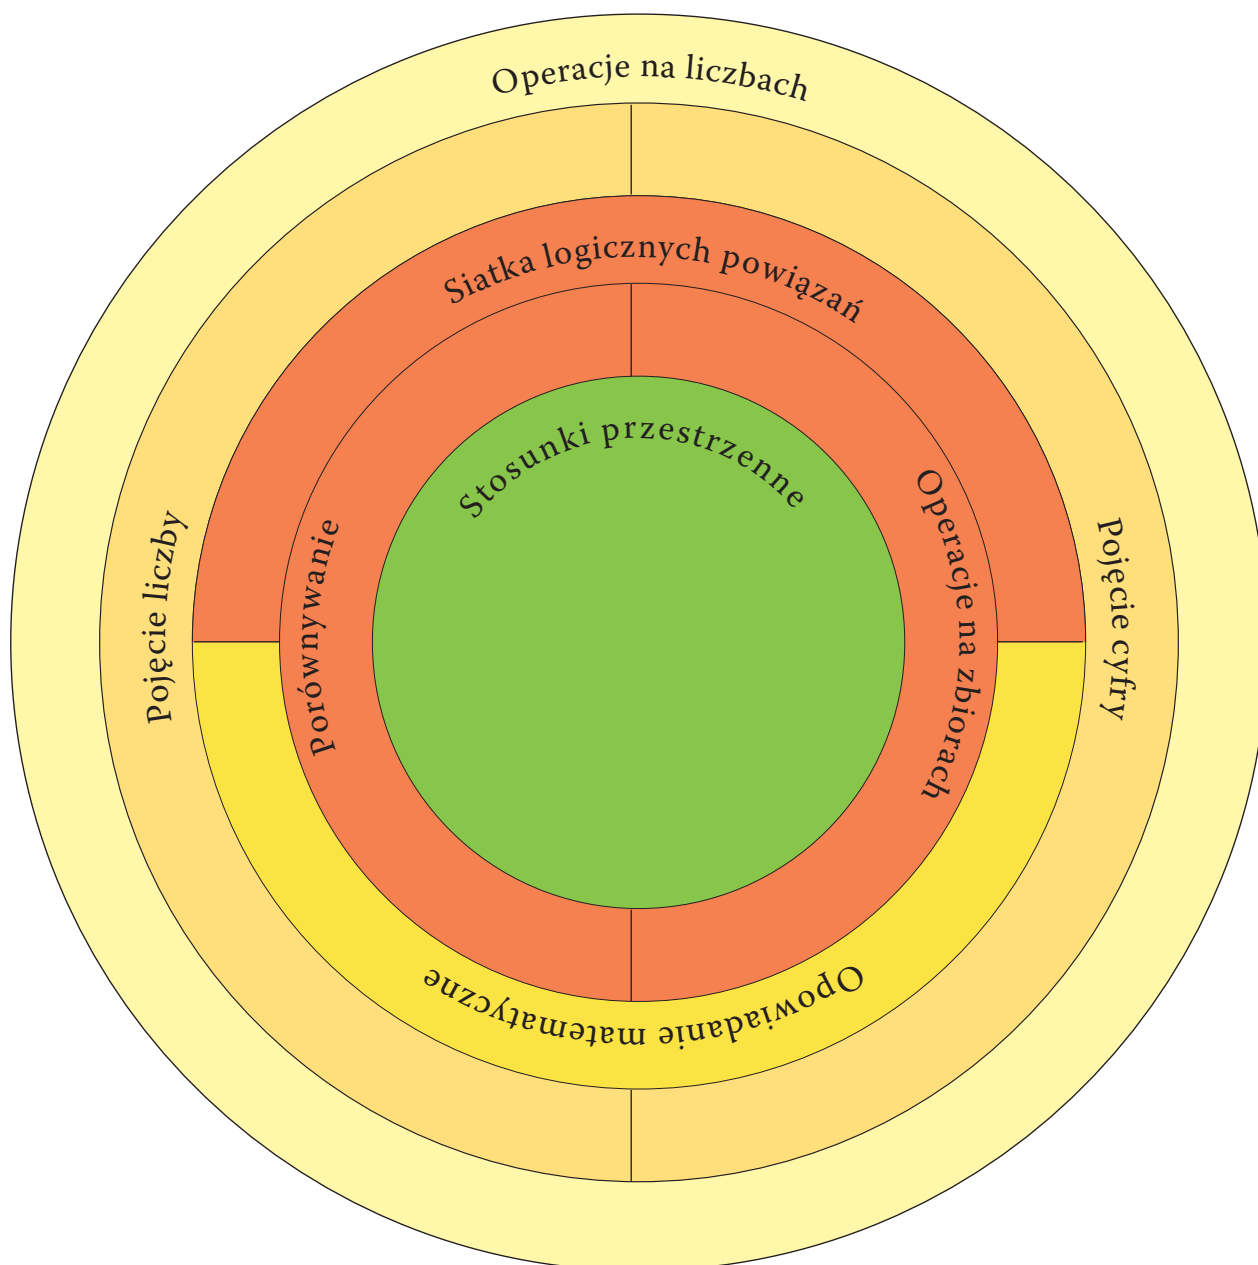 Operacje na liczbach
Siatka logicznych powiązań
Stosunki przestrzenne
Porównywanie
Operacje na zbiorach
Pojęcie liczby
Pojęcie cyfry
Opowiadanie matematyczne